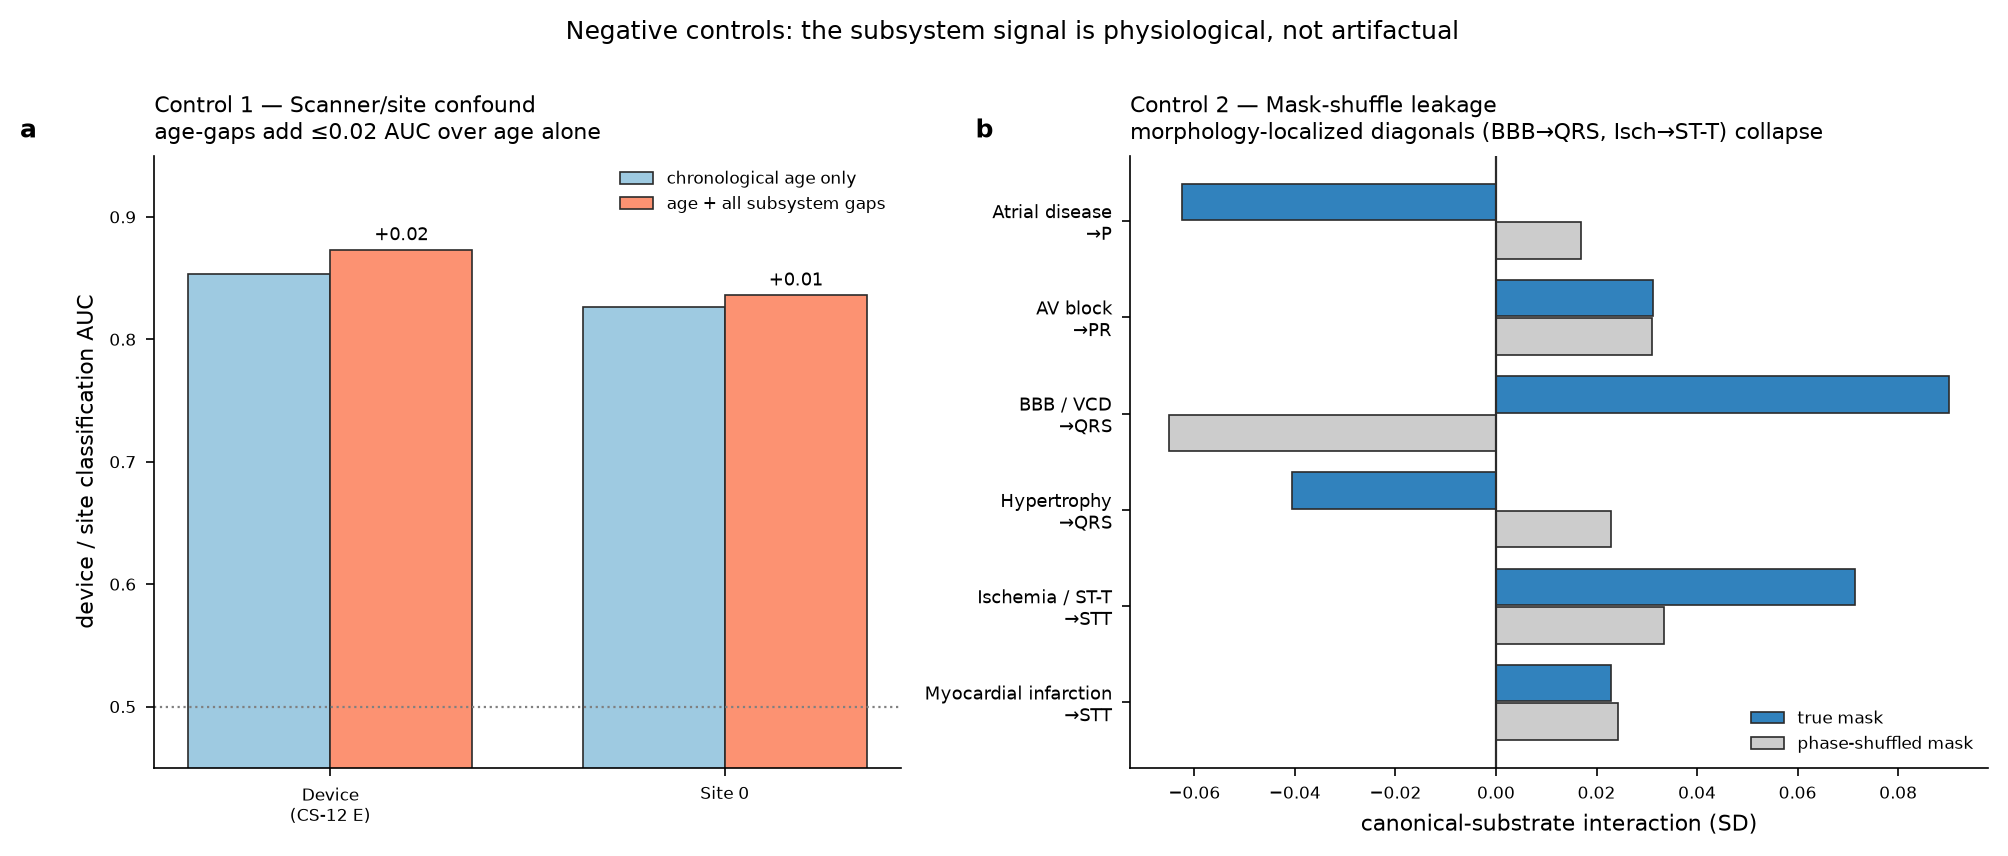 Negative controls: the subsystem signal is physiological, not artifactual
a
Control 1 — Scanner/site confound
age-gaps add ≤0.02 AUC over age alone
chronological age only
age + all subsystem gaps
device / site classification AUC
0.9
0.8
0.7
0.6
0.5
+0.02
+0.01
Device
(CS-12 E)
Site 0
b
Control 2 — Mask-shuffle leakage
morphology-localized diagonals (BBB→QRS, Isch→ST-T) collapse
Atrial disease
→P
AV block
→PR
BBB / VCD
→QRS
Hypertrophy
→QRS
Ischemia / ST-T
→STT
Myocardial infarction
→STT
true mask
phase-shuffled mask
−0.06
−0.04
−0.02
0.00
0.02
0.04
0.06
0.08
canonical-substrate interaction (SD)